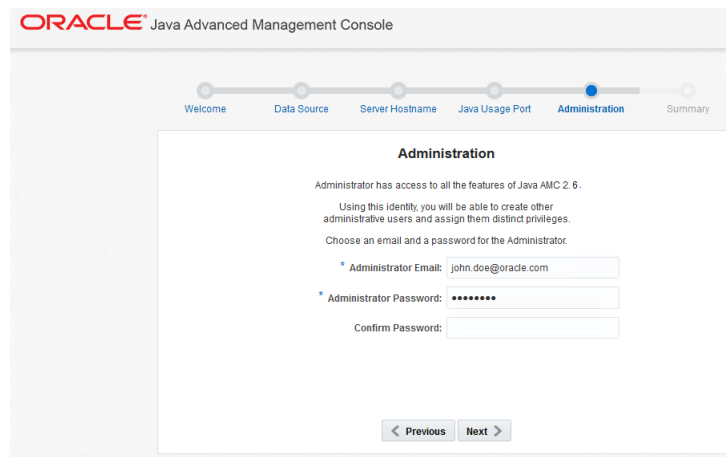 ORACLE® Java Advanced Management Console
Welcome Data Source Server Hostname Java Usage Port Administration Summary
Administration
Administrator has access to all the features of Java AMC 2.6.
Using this identity, you will be able to create other
administrative users and assign them distinct privileges.
Choose an email and a password for the Administrator.
* Administrator Email: john.doe@oracle.com
* Administrator Password: ••••••••
Confirm Password:
Previous Next